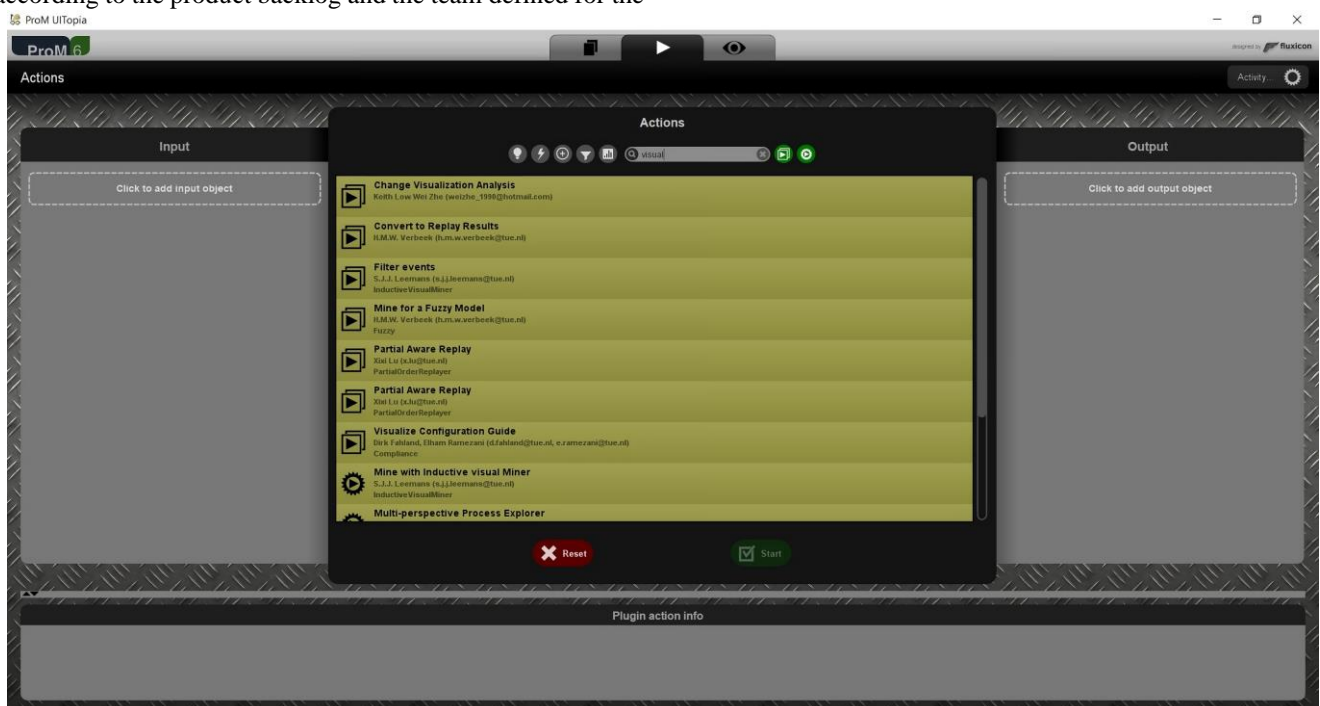 according to the product backlog and the team defined for the
ProM UITopia
ProM 6
designed by fluxicon
Actions
Activity...
Input
Actions
Output
visual
Click to add input object
Click to add output object
Change Visualization Analysis
Keith Low Wei Zhe (weizhe_1998@hotmail.com)
Convert to Replay Results
H.M.W. Verbeek (h.m.w.verbeek@tue.nl)
Filter events
S.J.J. Leemans (s.j.j.leemans@tue.nl)
InductiveVisualMiner
Mine for a Fuzzy Model
H.M.W. Verbeek (h.m.w.verbeek@tue.nl)
Fuzzy
Partial Aware Replay
Xixi Lu (x.lu@tue.nl)
PartialOrderReplayer
Partial Aware Replay
Xixi Lu (x.lu@tue.nl)
PartialOrderReplayer
Visualize Configuration Guide
Dirk Fahland, Elham Ramezani (d.fahland@tue.nl, e.ramezani@tue.nl)
Compliance
Mine with Inductive visual Miner
S.J.J. Leemans (s.j.j.leemans@tue.nl)
InductiveVisualMiner
Multi-perspective Process Explorer
Reset
Start
Plugin action info